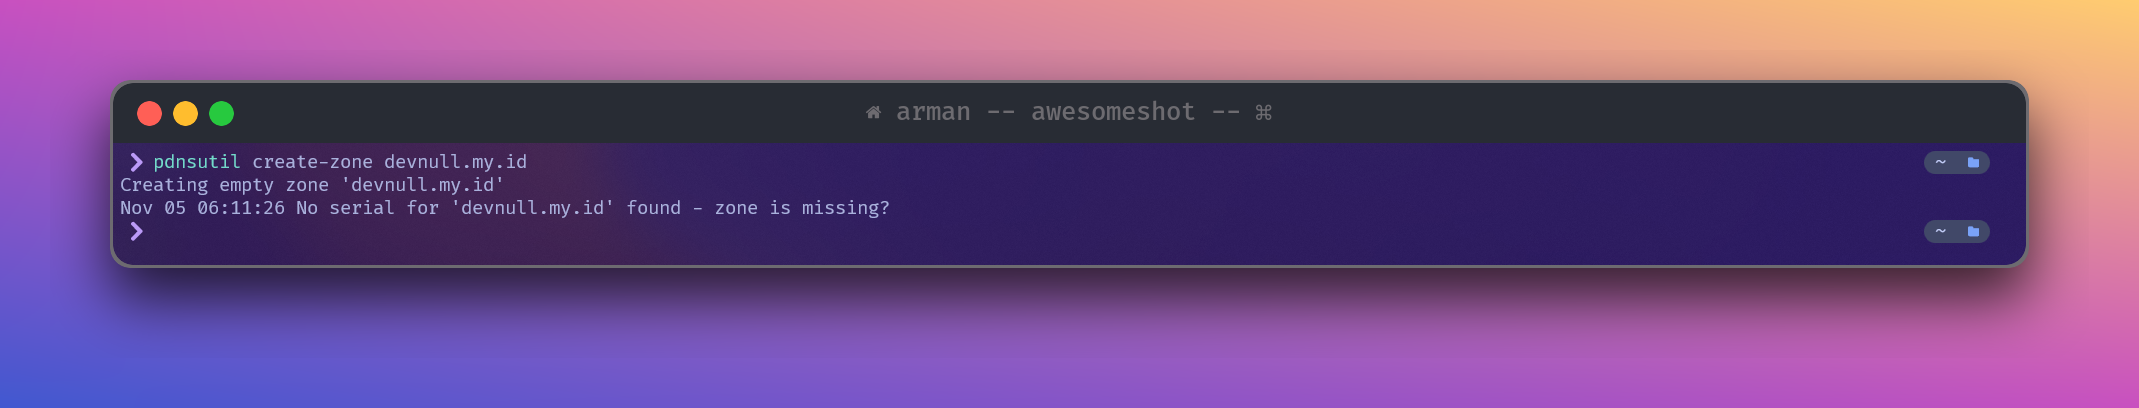 arman -- awesomeshot -- ⌘
❯ pdnsutil create-zone devnull.my.id ~
Creating empty zone 'devnull.my.id'
Nov 05 06:11:26 No serial for 'devnull.my.id' found - zone is missing?
❯ ~